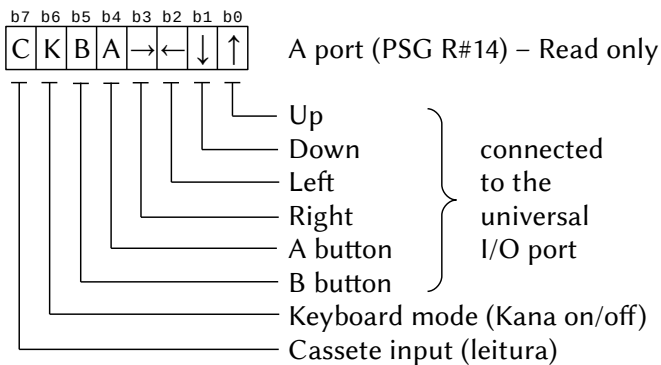 b7 b6 b5 b4 b3 b2 b1 b0
C K B A → ← ↓ ↑ A port (PSG R#14) – Read only
Up
Down connected
Left to the
Right universal
A button I/O port
B button
Keyboard mode (Kana on/off)
Cassete input (leitura)